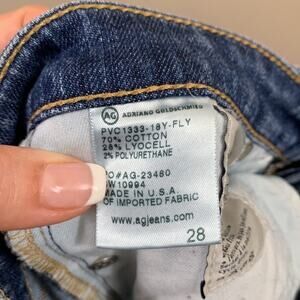 AG ADRIANO GOLDSCHMIED
PVC1333-18Y-FLY
70% COTTON
28% LYOCELL
2% POLYURETHANE
PO#AG-23480
W10994
MADE IN U.S.A.
OF IMPORTED FABRIC
www.agjeans.com
28